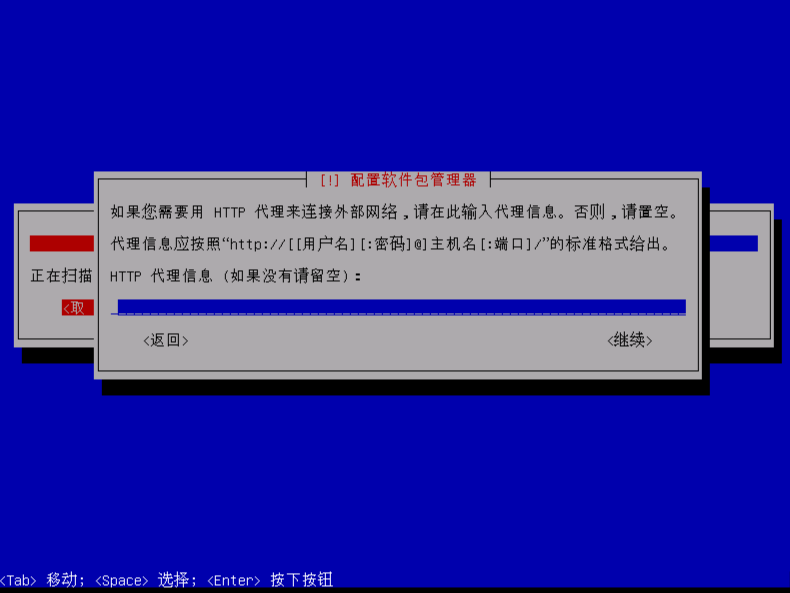 [!] 配置软件包管理器
如果您需要用 HTTP 代理来连接外部网络,请在此输入代理信息。否则,请置空。
代理信息应按照“http://[[用户名][:密码]@]主机名[:端口]/”的标准格式给出。
正在扫描
HTTP 代理信息 (如果没有请留空):
<取
<返回>
<继续>
<Tab> 移动; <Space> 选择; <Enter> 按下按钮